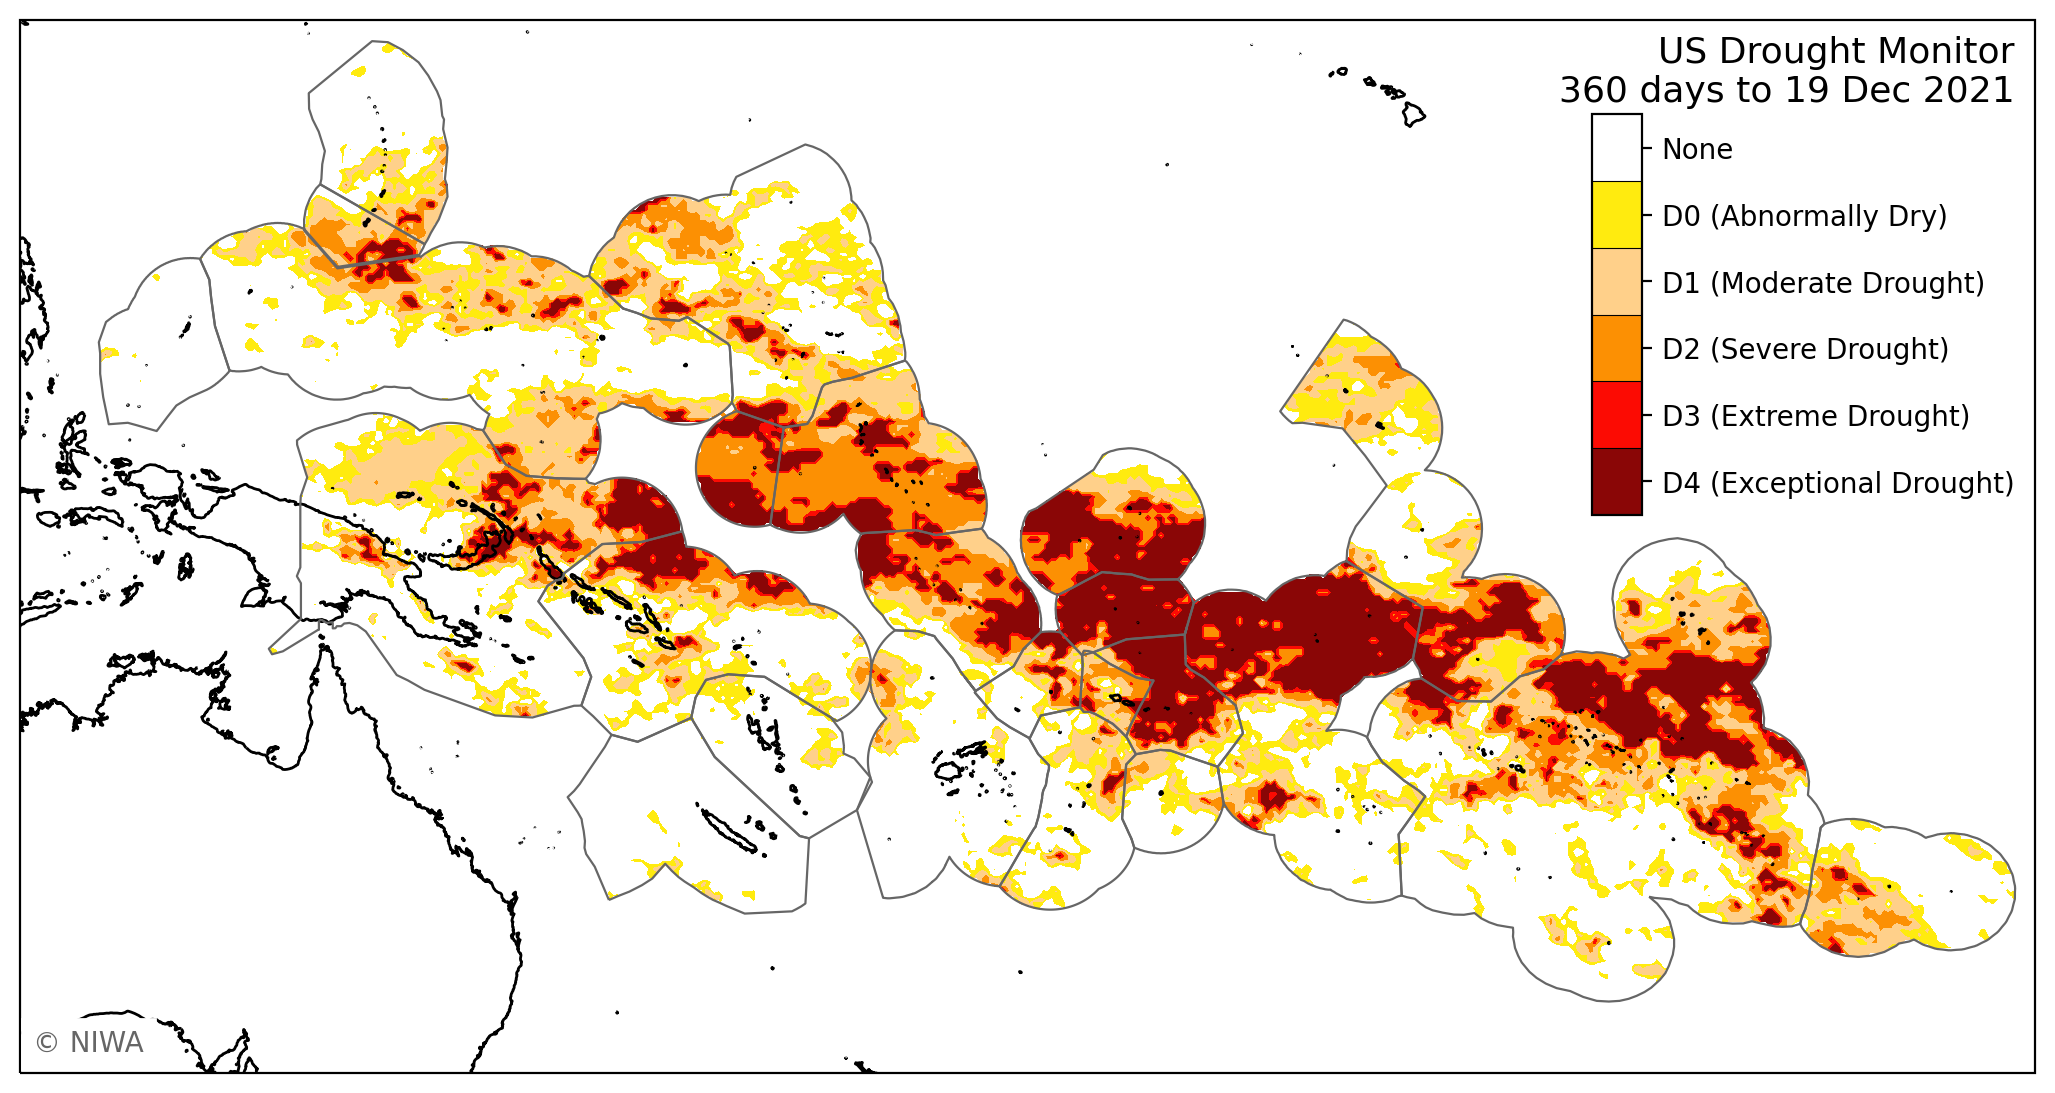 US Drought Monitor
360 days to 19 Dec 2021
None
D0 (Abnormally Dry)
D1 (Moderate Drought)
D2 (Severe Drought)
D3 (Extreme Drought)
D4 (Exceptional Drought)
© NIWA